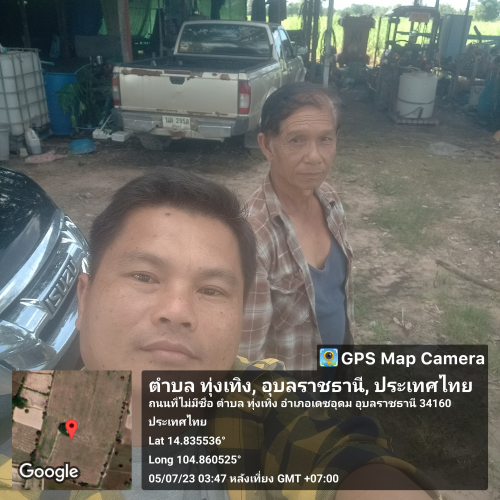 ISUZU
GPS Map Camera
ตำบล ทุ่งเทิง, อุบลราชธานี, ประเทศไทย
ถนนที่ไม่มีชื่อ ตำบล ทุ่งเทิง อำเภอเดชอุดม อุบลราชธานี 34160
ประเทศไทย
Lat 14.835536°
Long 104.860525°
05/07/23 03:47 หลังเที่ยง GMT +07:00
Google